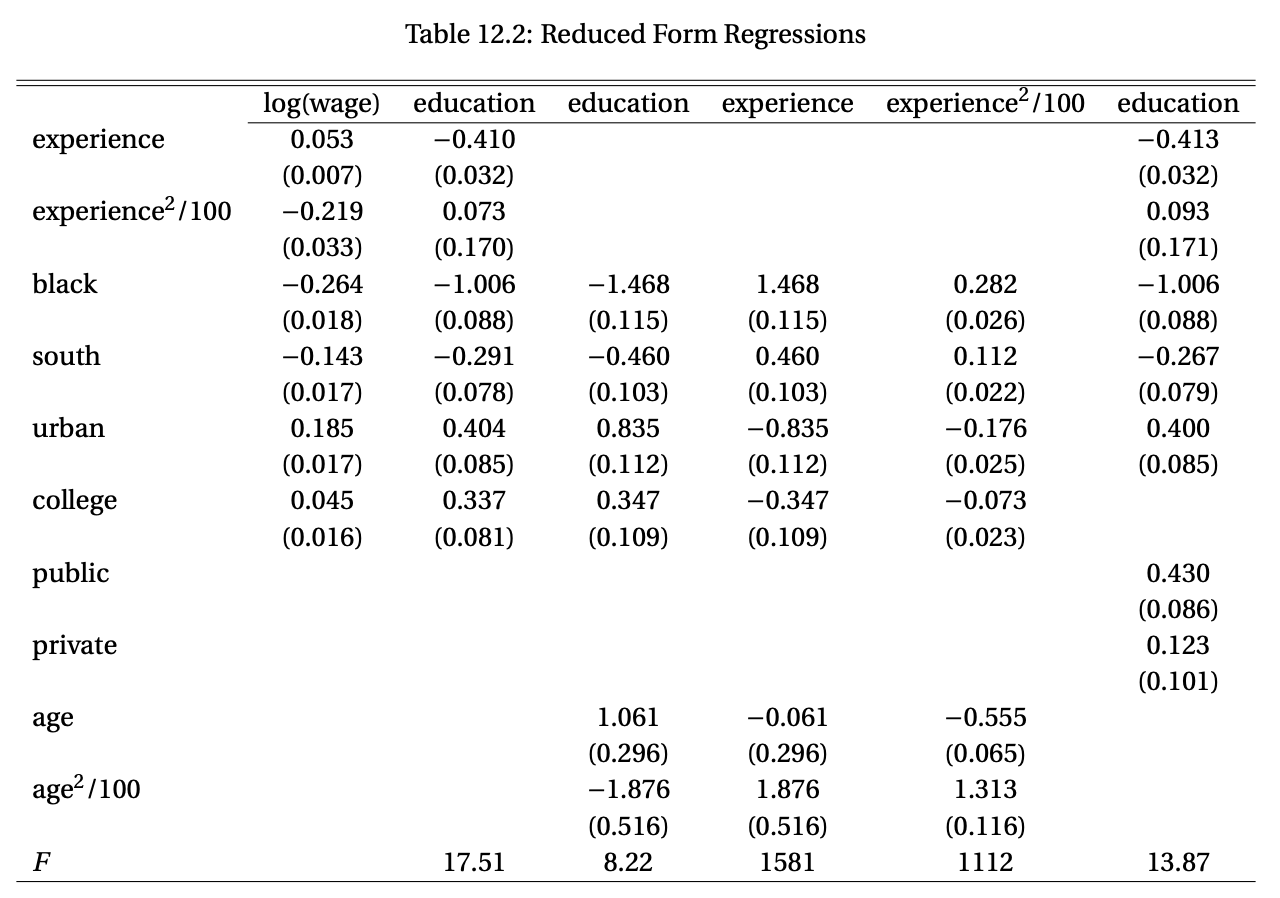 Table 12.2: Reduced Form Regressions
log(wage) education education experience experience²/100 education
experience 0.053 −0.410 −0.413
(0.007) (0.032) (0.032)
experience²/100 −0.219 0.073 0.093
(0.033) (0.170) (0.171)
black −0.264 −1.006 −1.468 1.468 0.282 −1.006
(0.018) (0.088) (0.115) (0.115) (0.026) (0.088)
south −0.143 −0.291 −0.460 0.460 0.112 −0.267
(0.017) (0.078) (0.103) (0.103) (0.022) (0.079)
urban 0.185 0.404 0.835 −0.835 −0.176 0.400
(0.017) (0.085) (0.112) (0.112) (0.025) (0.085)
college 0.045 0.337 0.347 −0.347 −0.073
(0.016) (0.081) (0.109) (0.109) (0.023)
public 0.430
(0.086)
private 0.123
(0.101)
age 1.061 −0.061 −0.555
(0.296) (0.296) (0.065)
age²/100 −1.876 1.876 1.313
(0.516) (0.516) (0.116)
F 17.51 8.22 1581 1112 13.87